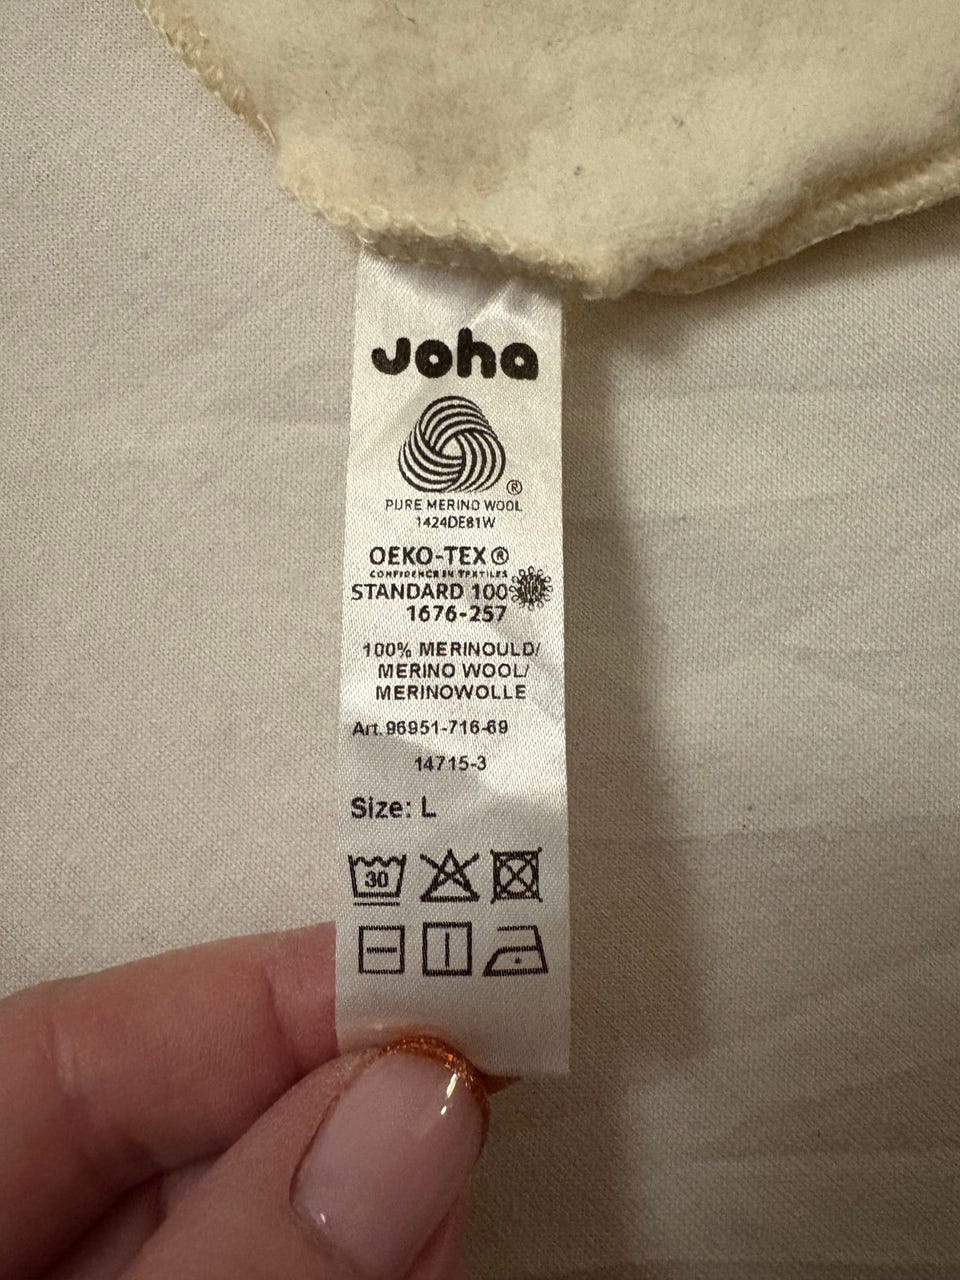 Joha
®
PURE MERINO WOOL
1424DE81W
OEKO-TEX®
CONFIDENCE IN TEXTILES
STANDARD 100
1676-257
100% MERINOULD/
MERINO WOOL/
MERINOWOLLE
Art.96951-716-69
14715-3
Size: L
30